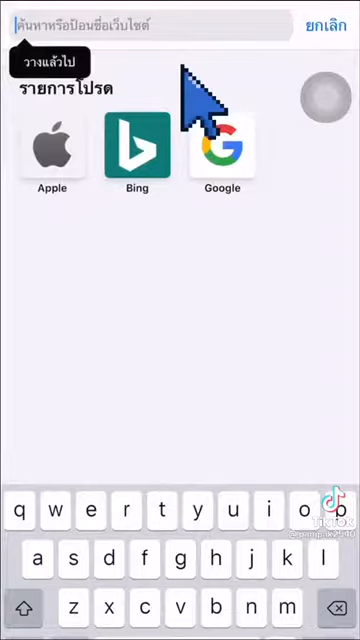 ค้นหาหรือป้อนชื่อเว็บไซต์
ยกเลิก
วางแล้วไป
รายการโปรด
Apple
Bing
Google
q w e r t y u i o p
a s d f g h j k l
z x c v b n m
TikTok